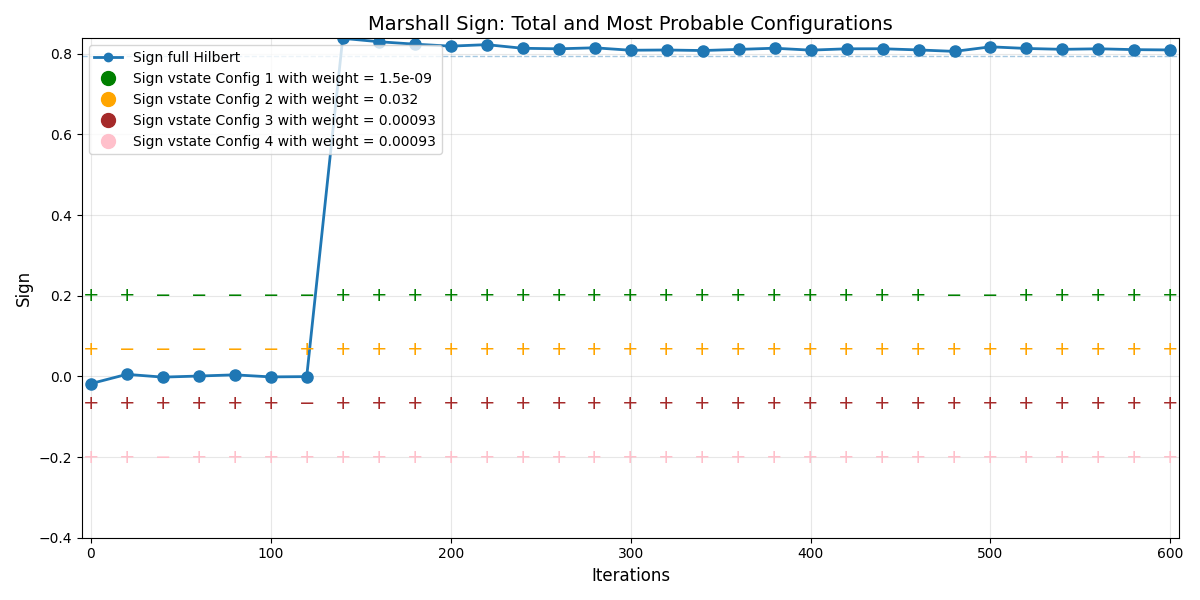 Marshall Sign: Total and Most Probable Configurations
Sign full Hilbert
Sign vstate Config 1 with weight = 1.5e-09
Sign vstate Config 2 with weight = 0.032
Sign vstate Config 3 with weight = 0.00093
Sign vstate Config 4 with weight = 0.00093
Sign
0.8
0.6
0.4
0.2
0.0
−0.2
−0.4
+ + − − − − − + + + + + + + + + + + + + + + + + − − + + + + +
+ − − − − − + + + + + + + + + + + + + + + + + + + + + + + + +
+ + + + + + − + + + + + + + + + + + + + + + + + + + + + + + +
+ + − + + + + + + + + + + + + + + + + + + + + + + + + + + + +
0 100 200 300 400 500 600
Iterations